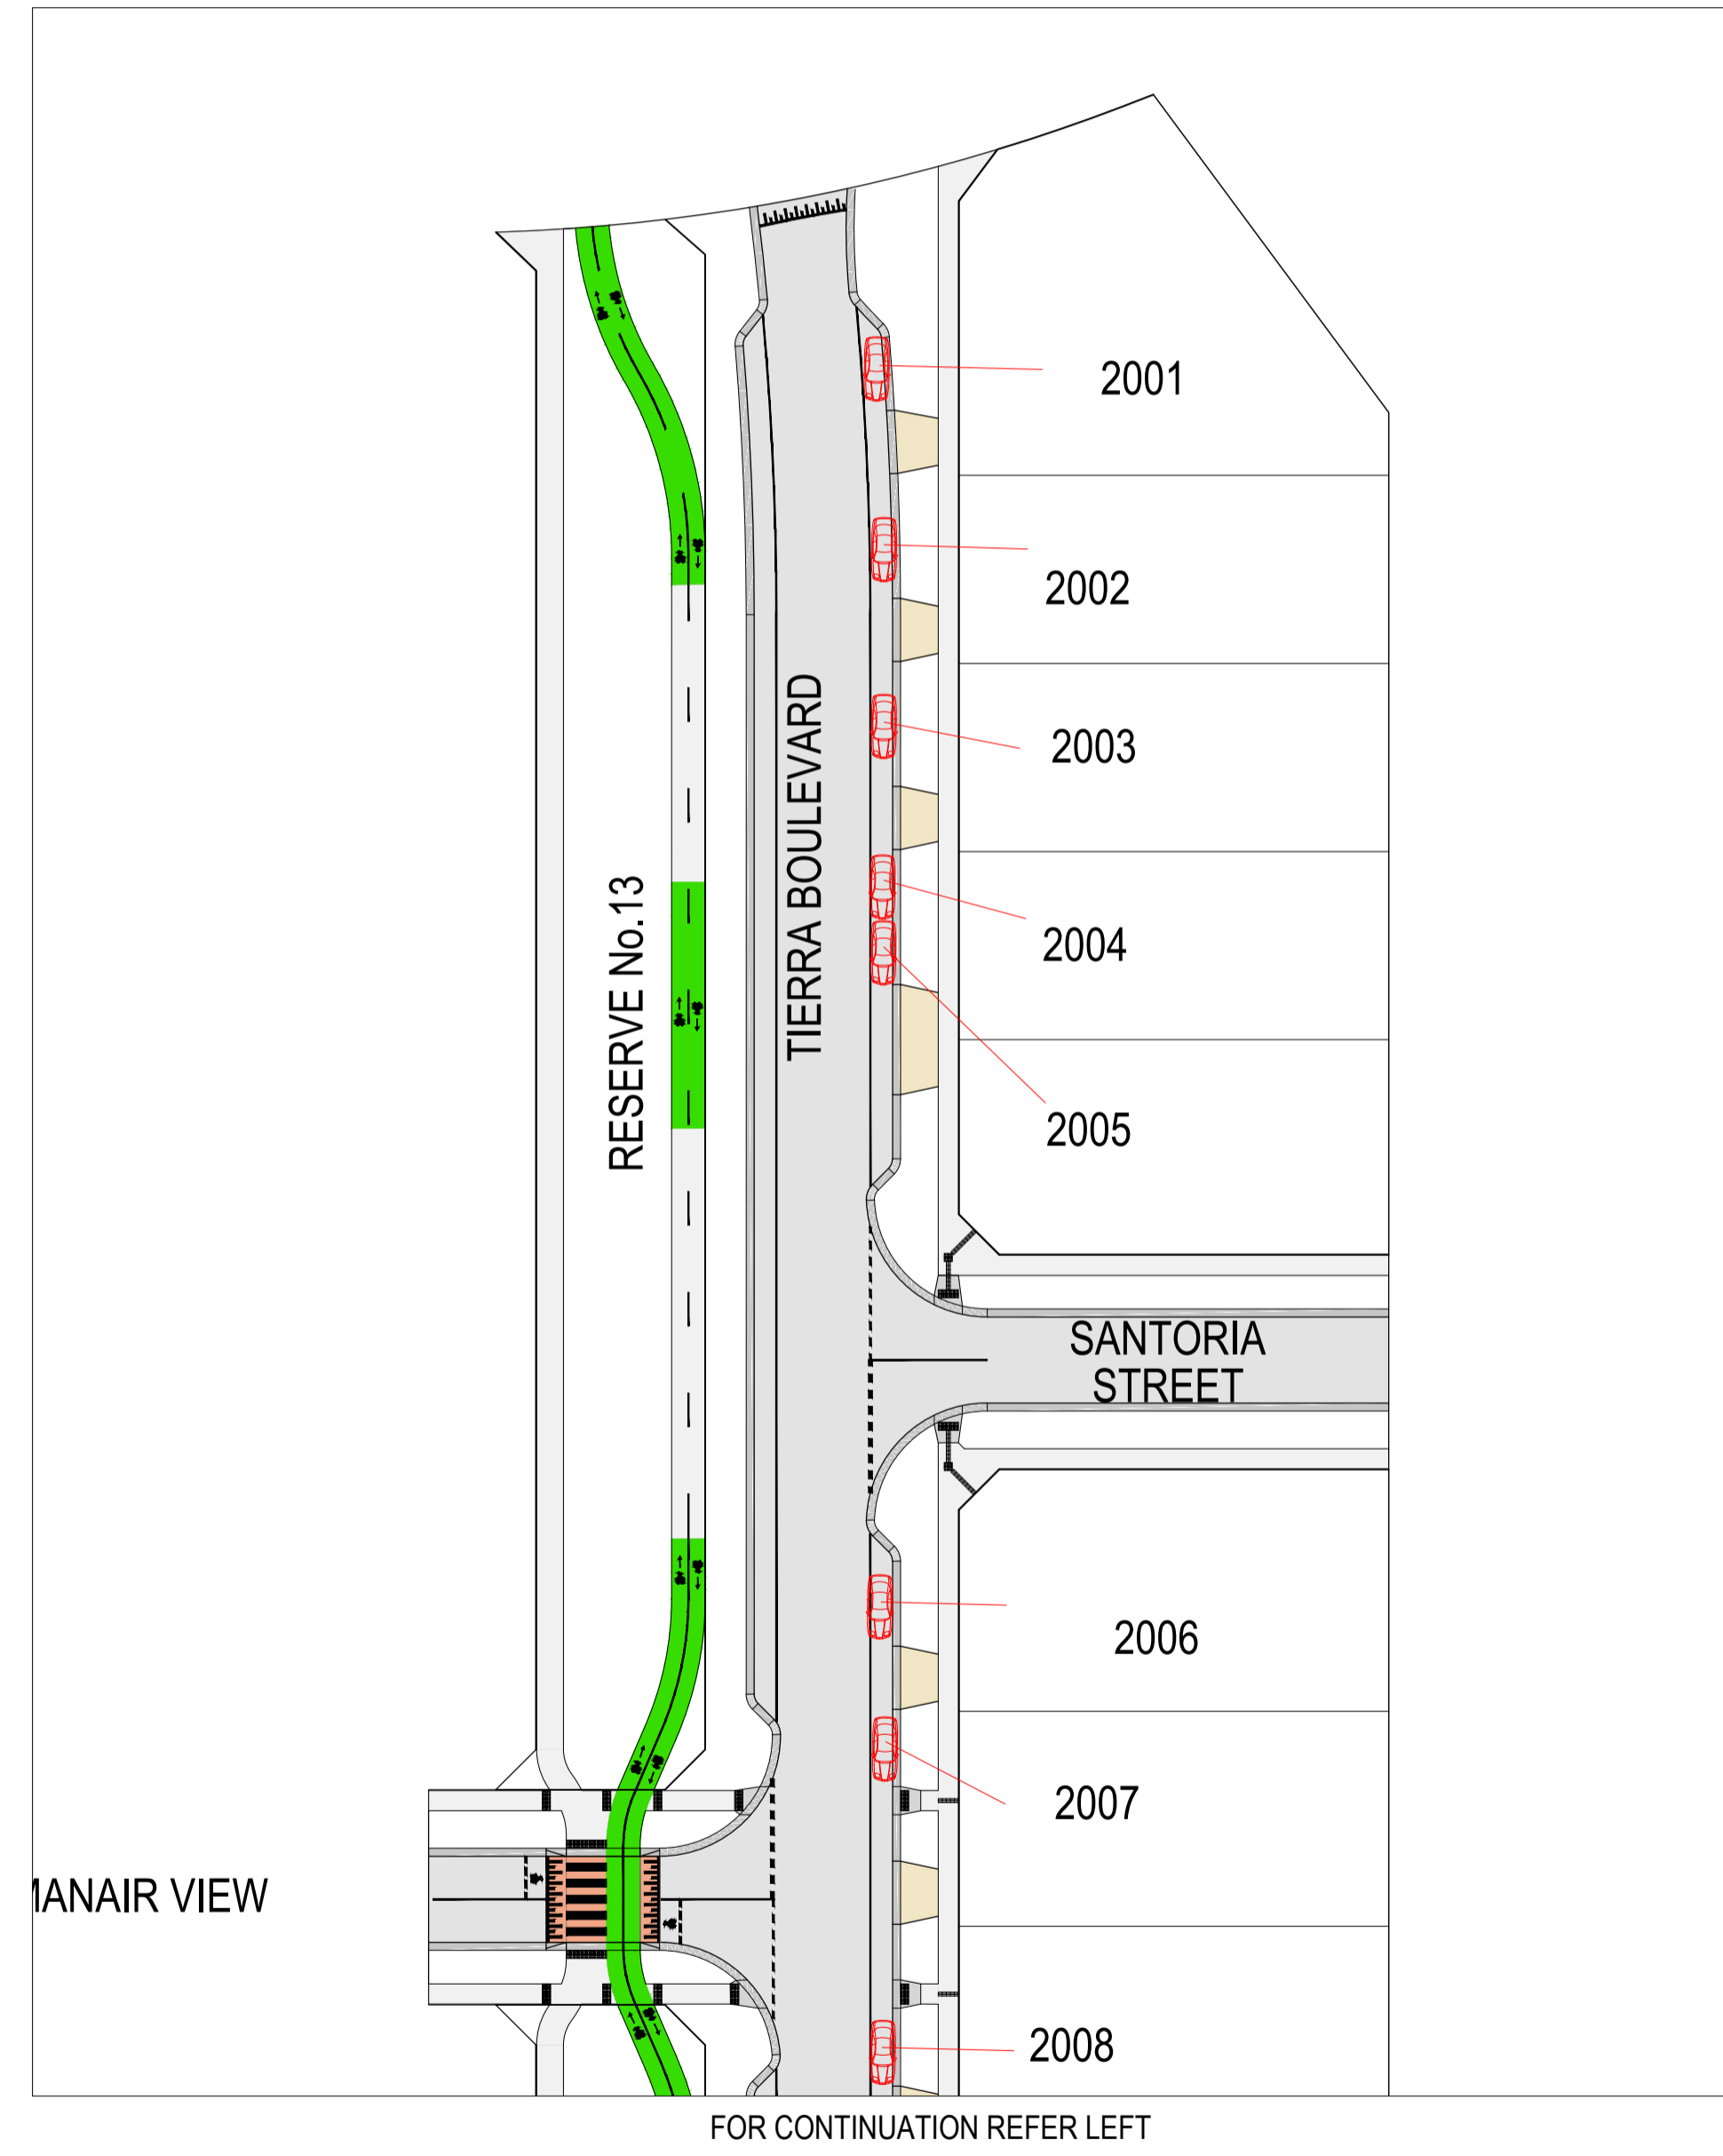 2001
2002
2003
TIERRA BOULEVARD
2004
RESERVE No.13
2005
SANTORIA
STREET
2006
2007
ANAIR VIEW
2008
FOR CONTINUATION REFER LEFT